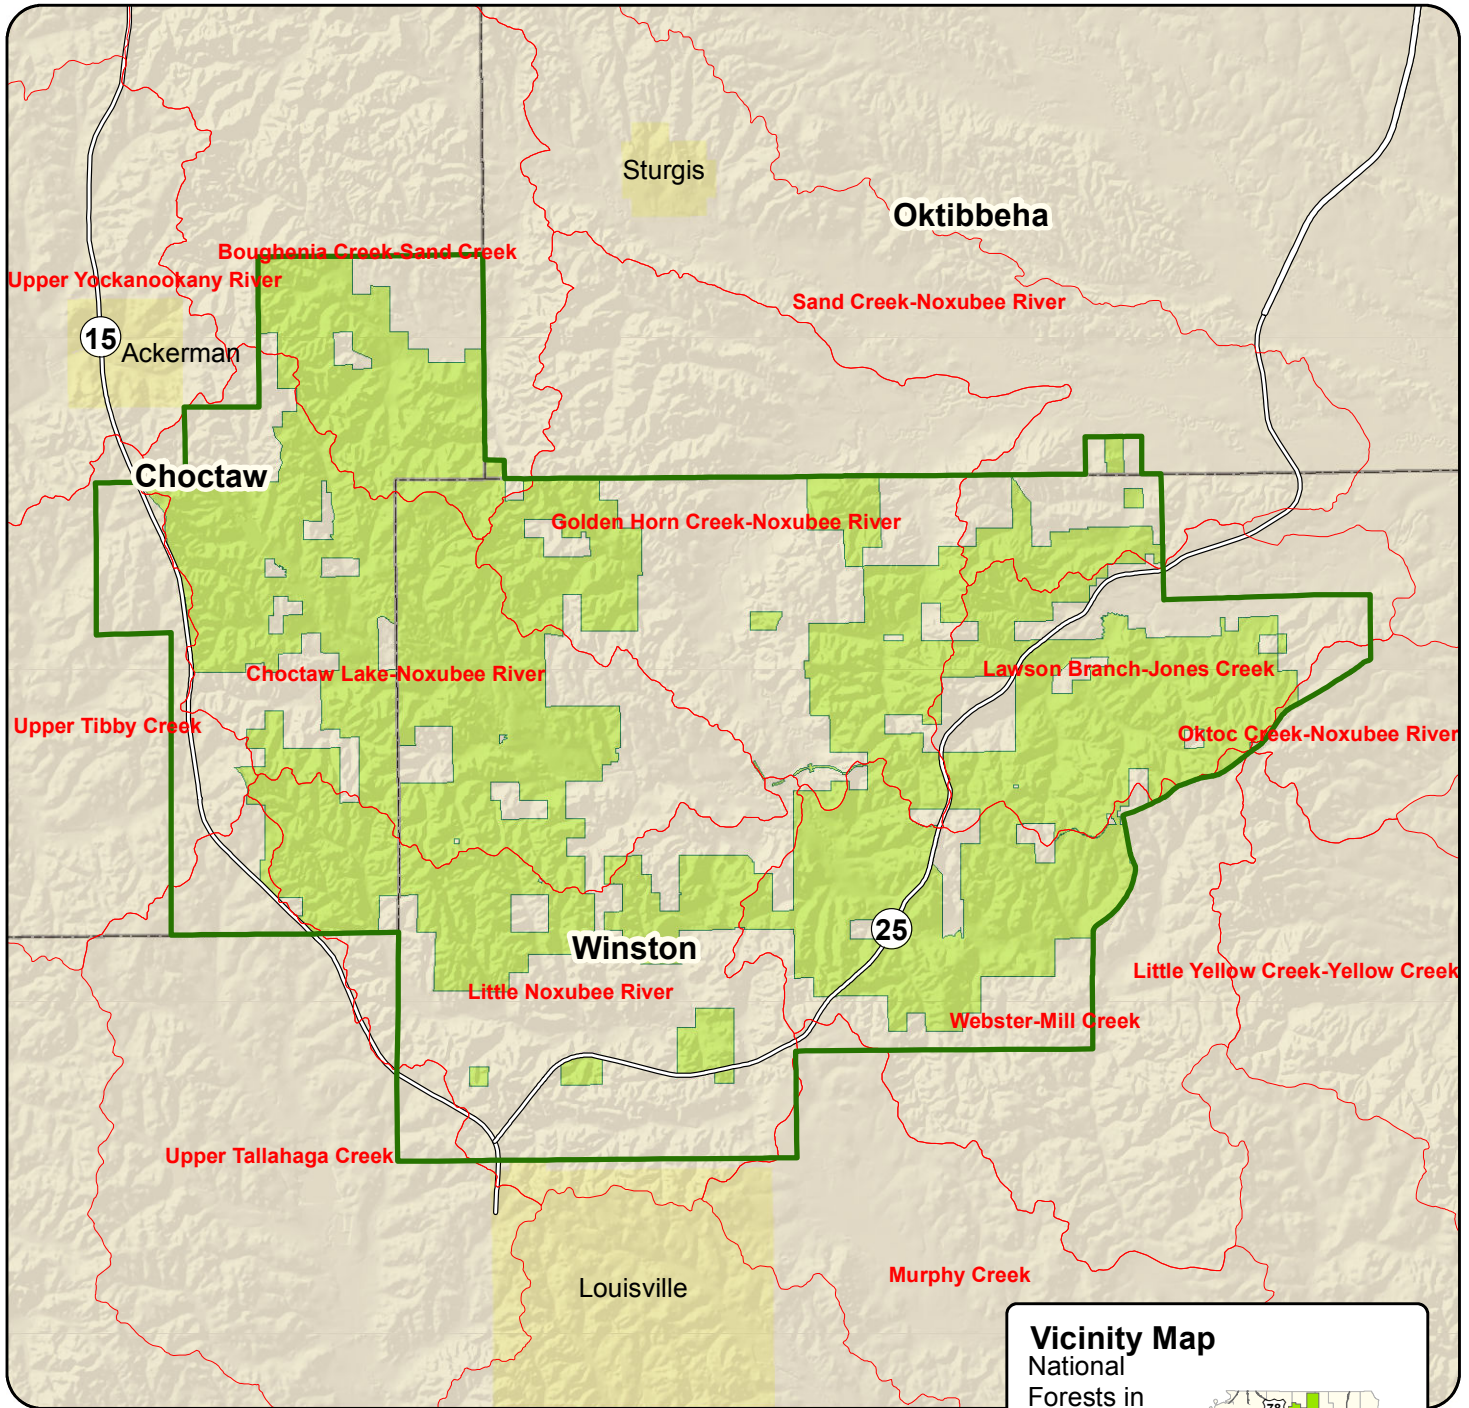 Sturgis
Oktibbeha
Boughenia Creek-Sand Creek
Upper Yockanookany River
Sand Creek-Noxubee River
15
Ackerman
Choctaw
Golden Horn Creek-Noxubee River
Choctaw Lake-Noxubee River
Lawson Branch-Jones Creek
Upper Tibby Creek
Oktoc Creek-Noxubee River
25
Winston
Little Yellow Creek-Yellow Creek
Little Noxubee River
Webster-Mill Creek
Upper Tallahaga Creek
Murphy Creek
Louisville
Vicinity Map
National
Forests in
78